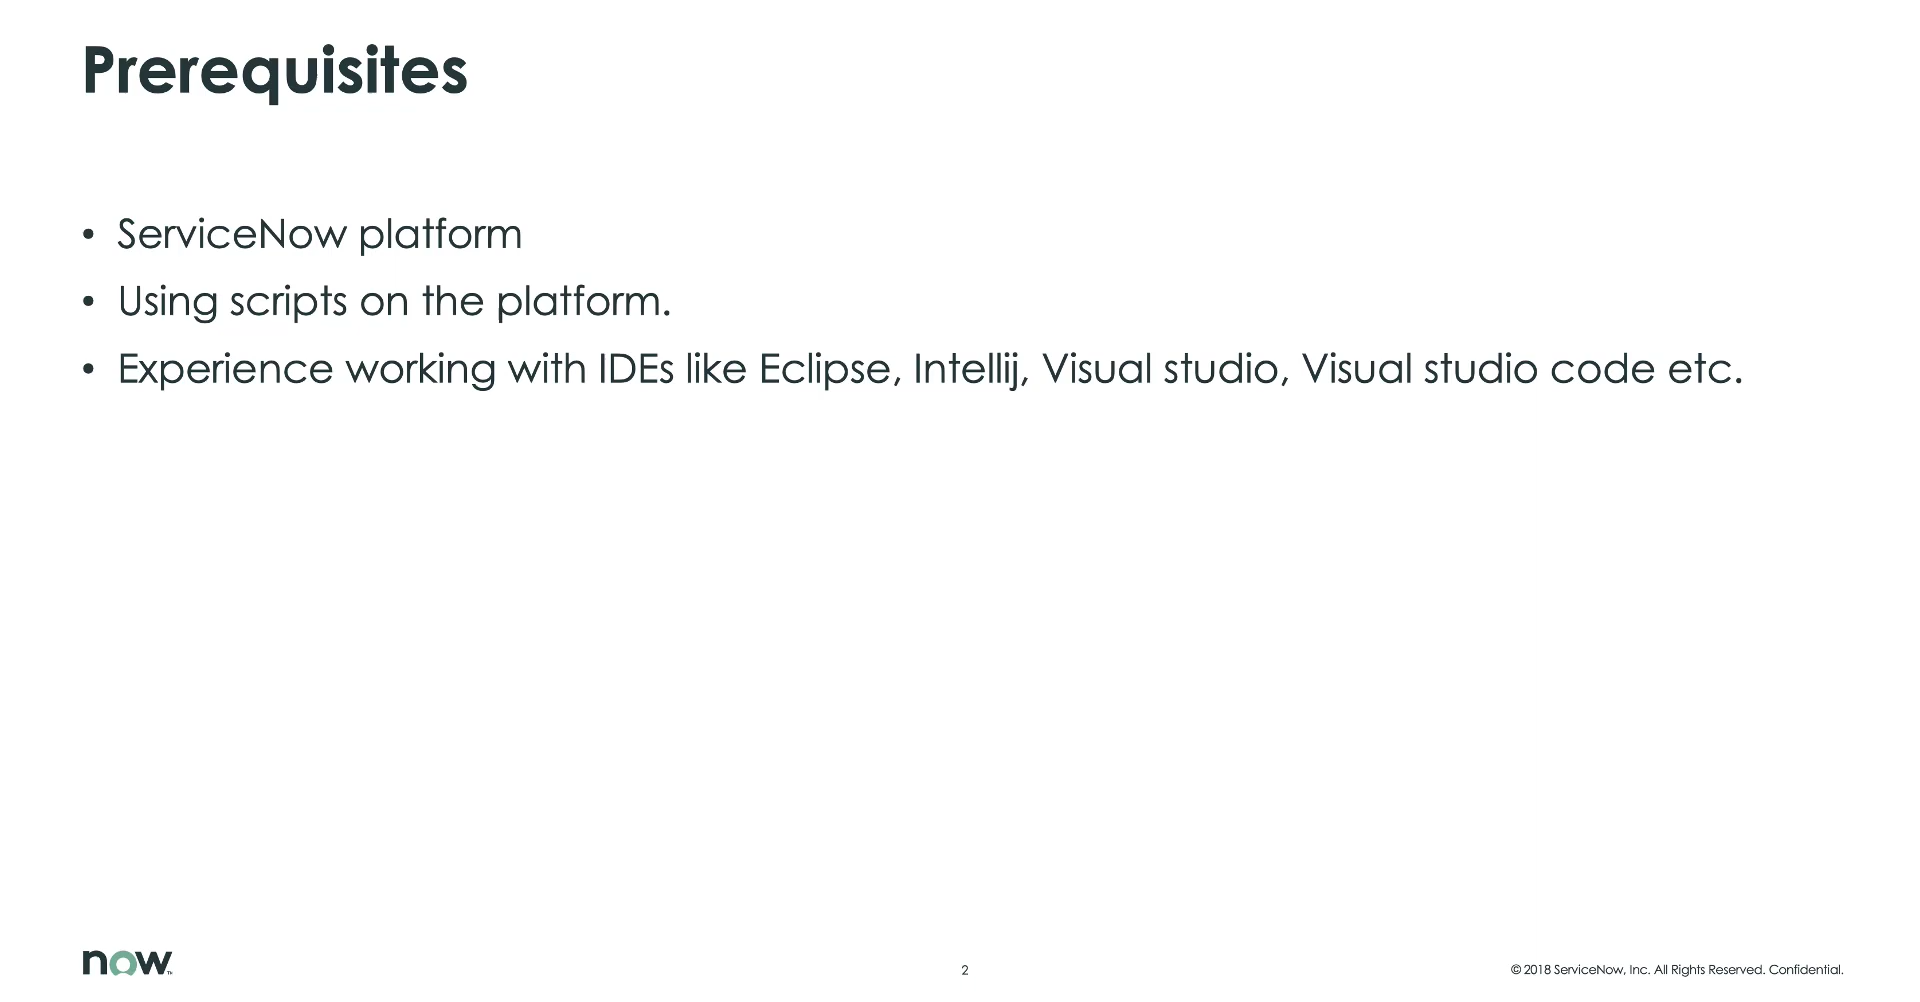 Prerequisites
• ServiceNow platform
• Using scripts on the platform.
• Experience working with IDEs like Eclipse, Intellij, Visual studio, Visual studio code etc.
now™
2
© 2018 ServiceNow, Inc. All Rights Reserved. Confidential.